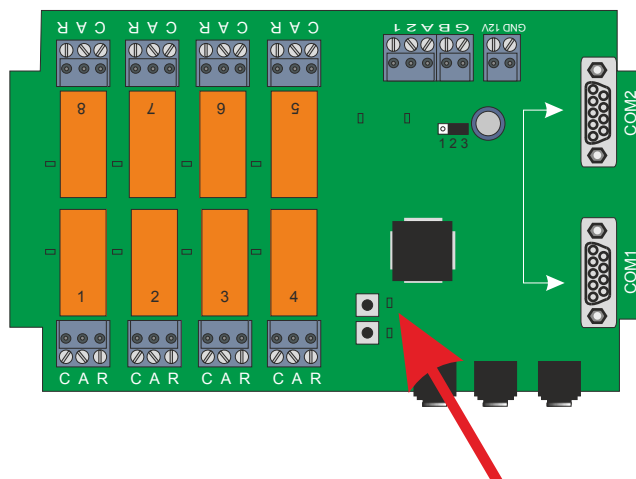 R A C R A C R A C R A C 1 2 A B G 12V GND
8 7 6 5
1 2 3
COM2
1 2 3 4
COM1
C A R C A R C A R C A R